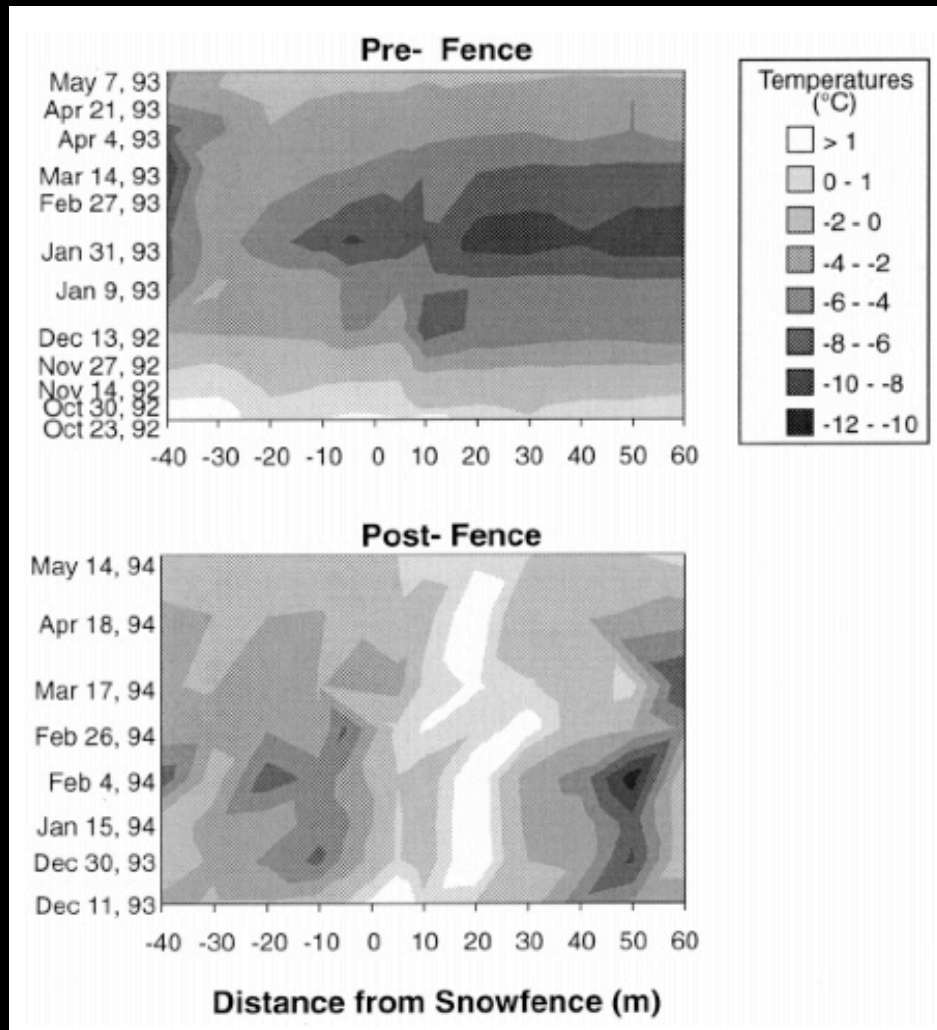 Pre- Fence
May 7, 93
Apr 21, 93
Apr 4, 93
Mar 14, 93
Feb 27, 93
Jan 31, 93
Jan 9, 93
Dec 13, 92
Nov 27, 92
Nov 14, 92
Oct 30, 92
Oct 23, 92
-40 -30 -20 -10 0 10 20 30 40 50 60
Temperatures
(°C)
> 1
0 - 1
-2 - 0
-4 - -2
-6 - -4
-8 - -6
-10 - -8
-12 - -10
Post- Fence
May 14, 94
Apr 18, 94
Mar 17, 94
Feb 26, 94
Feb 4, 94
Jan 15, 94
Dec 30, 93
Dec 11, 93
-40 -30 -20 -10 0 10 20 30 40 50 60
Distance from Snowfence (m)